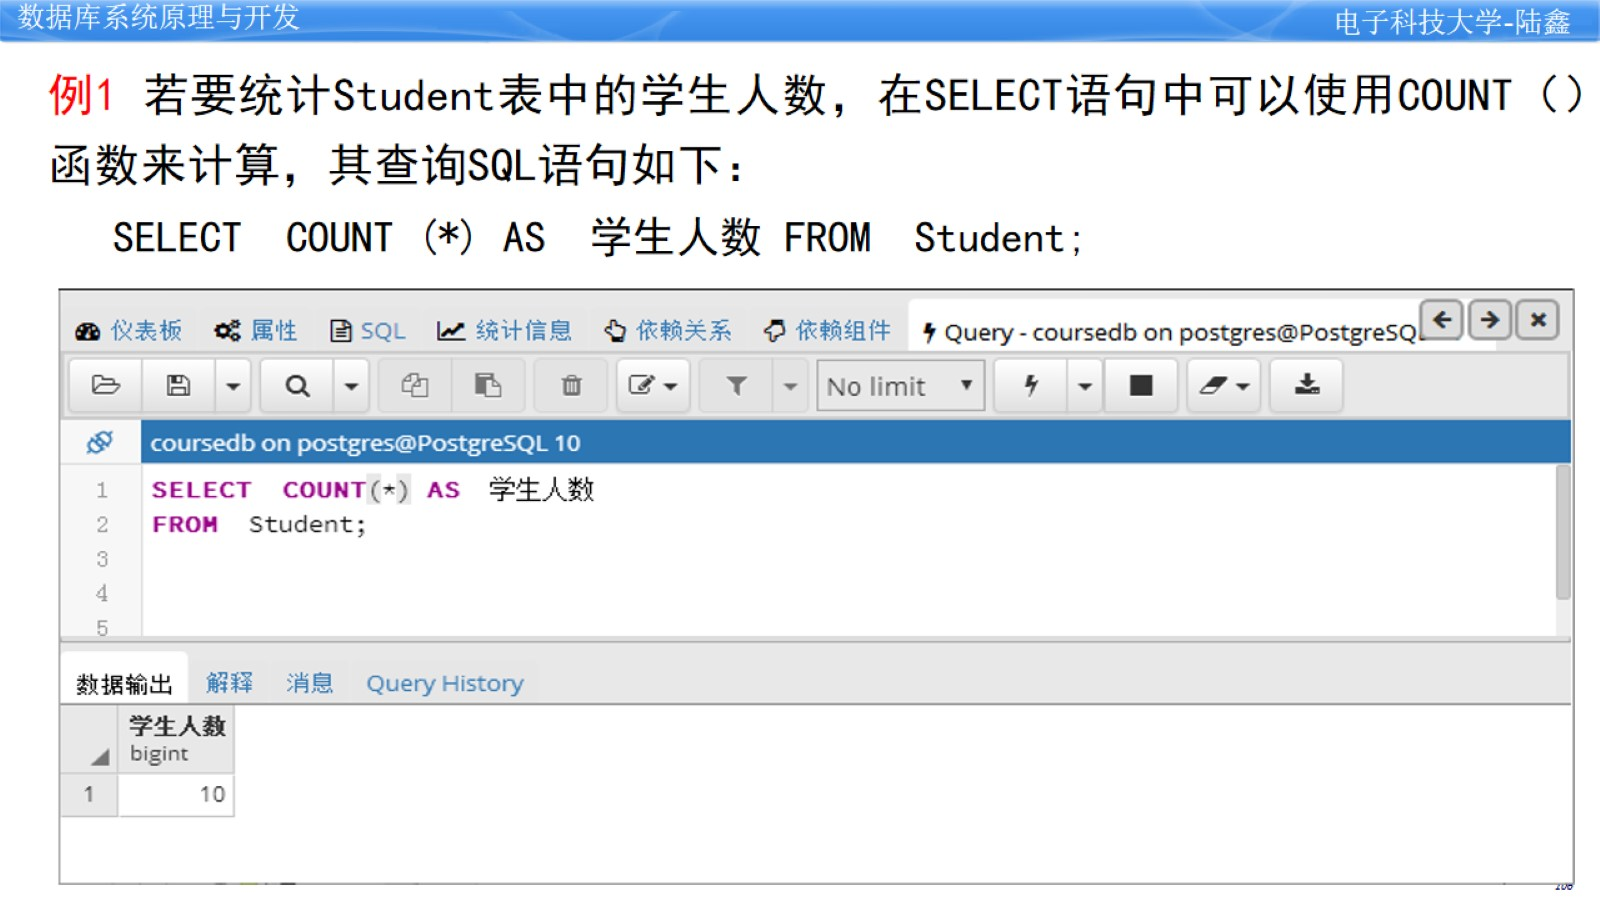 数据库系统原理与开发
电子科技大学-陆鑫
例1 若要统计Student表中的学生人数，在SELECT语句中可以使用COUNT（）
函数来计算，其查询SQL语句如下：
SELECT COUNT (*) AS 学生人数 FROM Student;
仪表板 属性 SQL 统计信息 依赖关系 依赖组件 Query - coursedb on postgres@PostgreSQ
No limit
coursedb on postgres@PostgreSQL 10
1 SELECT COUNT(*) AS 学生人数
2 FROM Student;
3
4
5
数据输出 解释 消息 Query History
学生人数
bigint
1 10